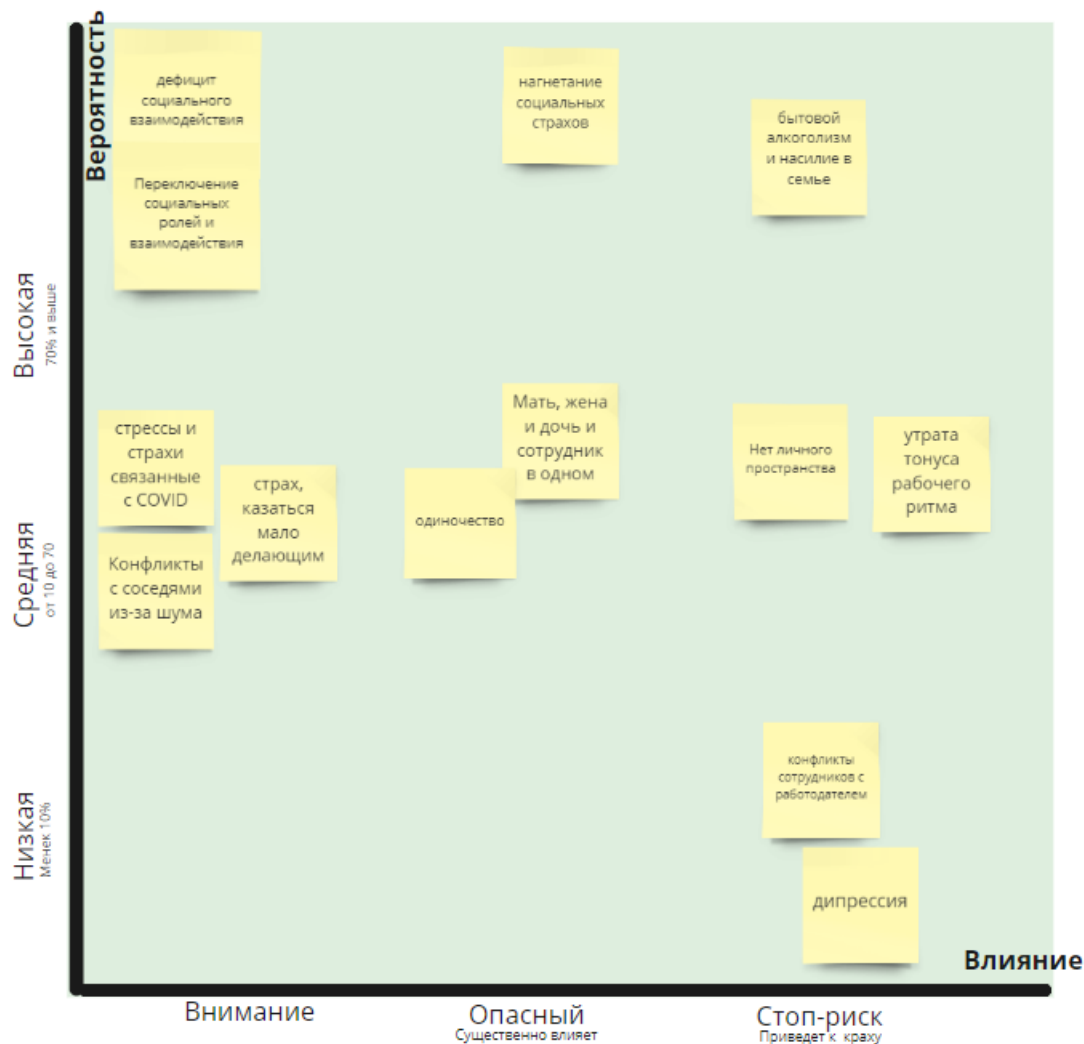 Вероятность
дефицит
социального
взаимодействия
Переключение
социальных
ролей и
взаимодействия
нагнетание
социальных
страхов
бытовой
алкоголизм
и насилие в
семье
Высокая
70% и выше
стрессы и
страхи
связанные
с COVID
страх,
казаться
мало
делающим
Конфликты
с соседями
из-за шума
Мать, жена
и дочь и
сотрудник
в одном
одиночество
Нет личного
пространства
утрата
тонуса
рабочего
ритма
Средняя
от 10 до 70
конфликты
сотрудников с
работодателем
дипрессия
Низкая
Менек 10%
Влияние
Внимание
Опасный
Существенно влияет
Стоп-риск
Приведет к краху